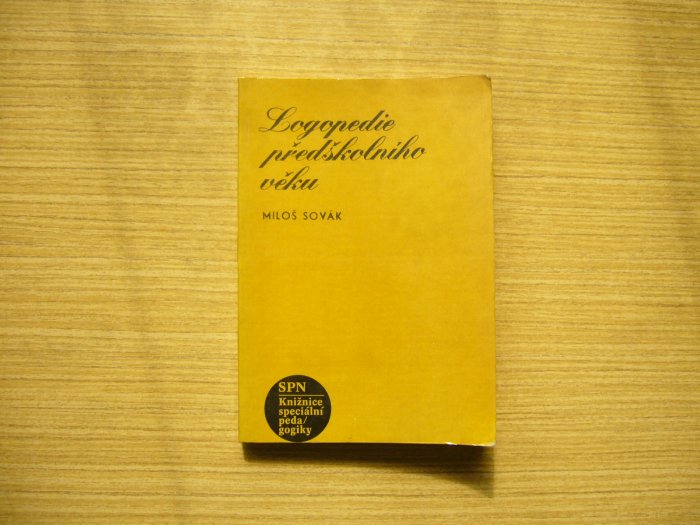 Logopedie
předškolního
věku
MILOŠ SOVÁK
SPN
Knižnice
speciální
peda/
gogiky